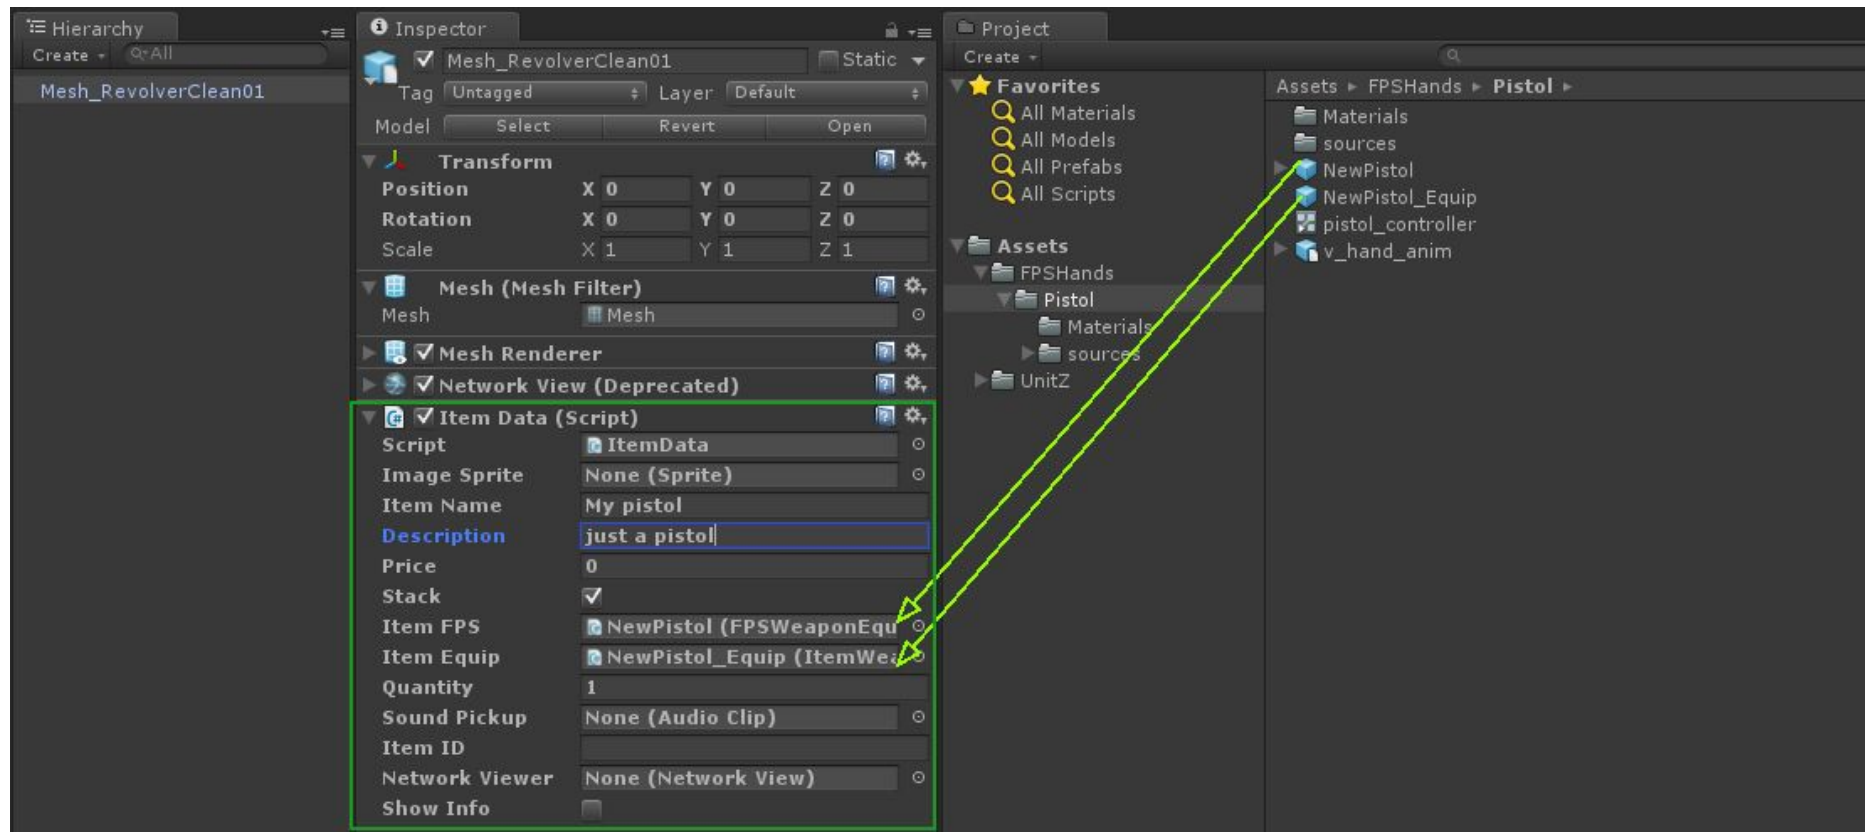 Hierarchy
Create
All
Mesh_RevolverClean01
Inspector
Mesh_RevolverClean01
Static
Tag Untagged Layer Default
Model Select Revert Open
Transform
Position X 0 Y 0 Z 0
Rotation X 0 Y 0 Z 0
Scale X 1 Y 1 Z 1
Mesh (Mesh Filter)
Mesh Mesh
Mesh Renderer
Network View (Deprecated)
Item Data (Script)
Script ItemData
Image Sprite None (Sprite)
Item Name My pistol
Description just a pistol
Price 0
Stack
Item FPS NewPistol (FPSWeaponEqu
Item Equip NewPistol_Equip (ItemWea
Quantity 1
Sound Pickup None (Audio Clip)
Item ID
Network Viewer None (Network View)
Show Info
Project
Create
Favorites
All Materials
All Models
All Prefabs
All Scripts
Assets
FPSHands
Pistol
Materials
sources
UnitZ
Assets FPSHands Pistol
Materials
sources
NewPistol
NewPistol_Equip
pistol_controller
v_hand_anim